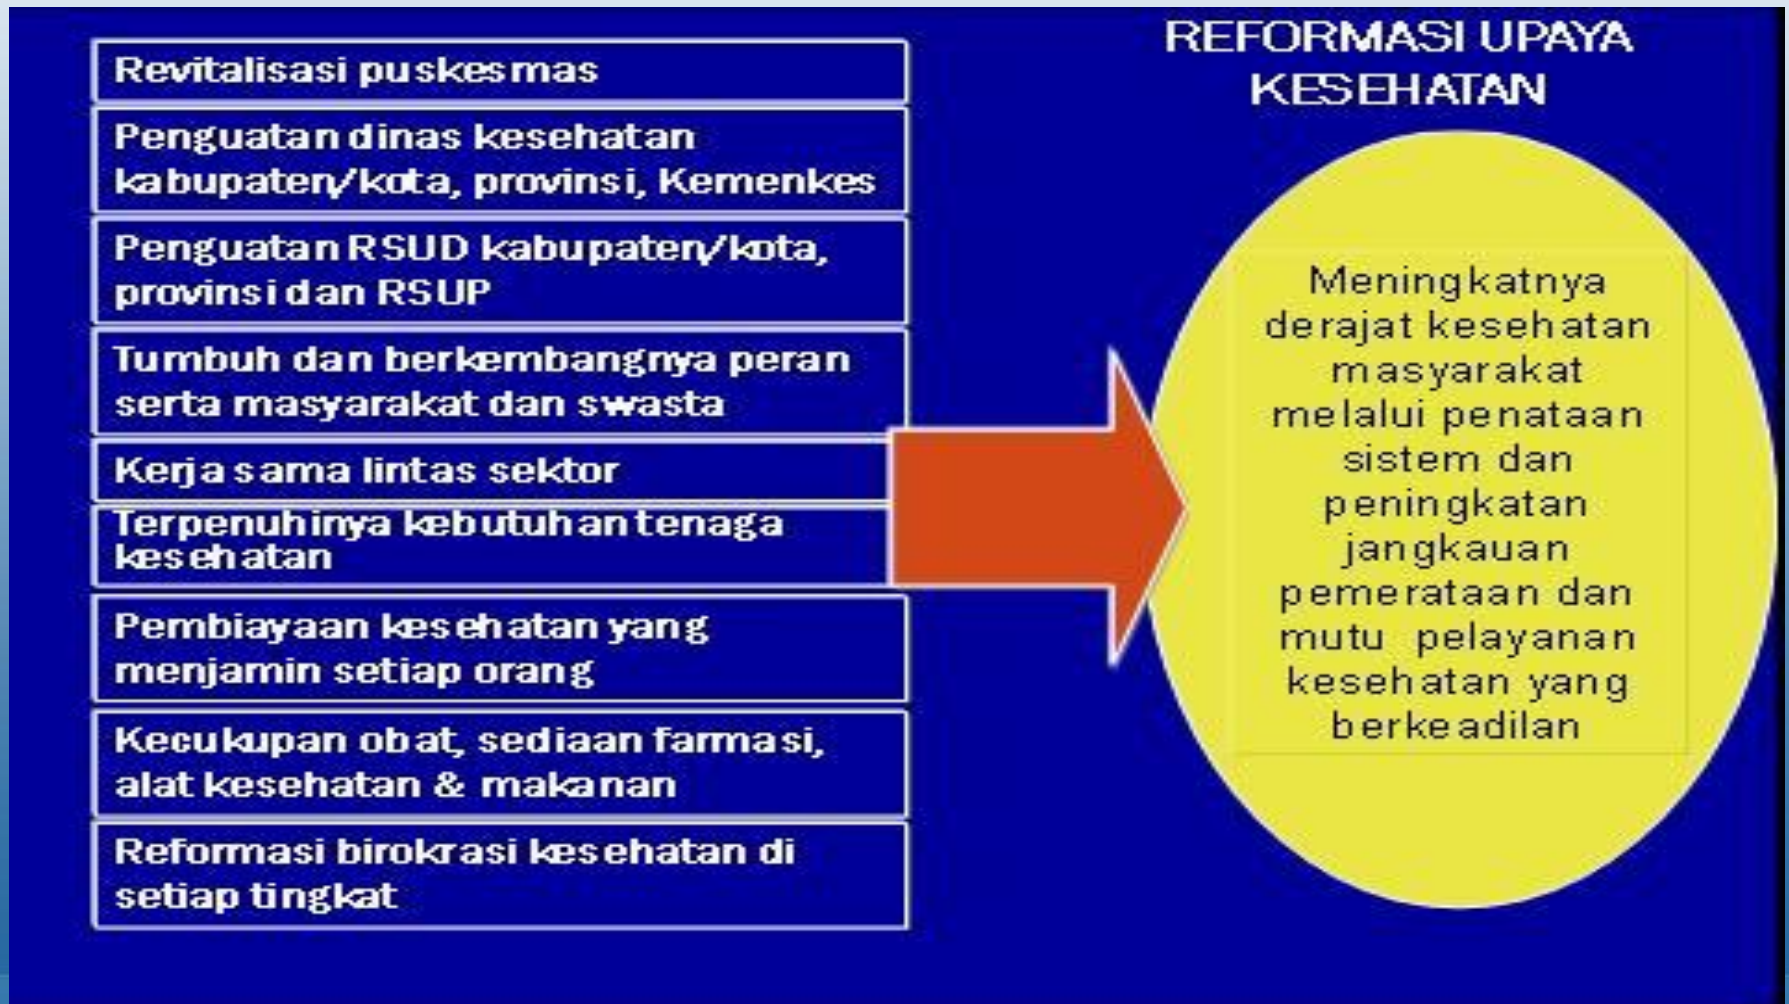 Revitalisasi puskesmas
Penguatan dinas kesehatan
kabupaten/kota, provinsi, Kemenkes
Penguatan RSUD kabupaten/kota,
provinsi dan RSUP
Tumbuh dan berkembangnya peran
serta masyarakat dan swasta
Kerja sama lintas sektor
Terpenuhinya kebutuhan tenaga
kesehatan
Pembiayaan kesehatan yang
menjamin setiap orang
Kecukupan obat, sediaan farmasi,
alat kesehatan & makanan
Reformasi birokrasi kesehatan di
setiap tingkat
REFORMASI UPAYA
KESEHATAN
Meningkatnya
derajat kesehatan
masyarakat
melalui penataan
sistem dan
peningkatan
jangkauan
pemerataan dan
mutu pelayanan
kesehatan yang
berkeadilan